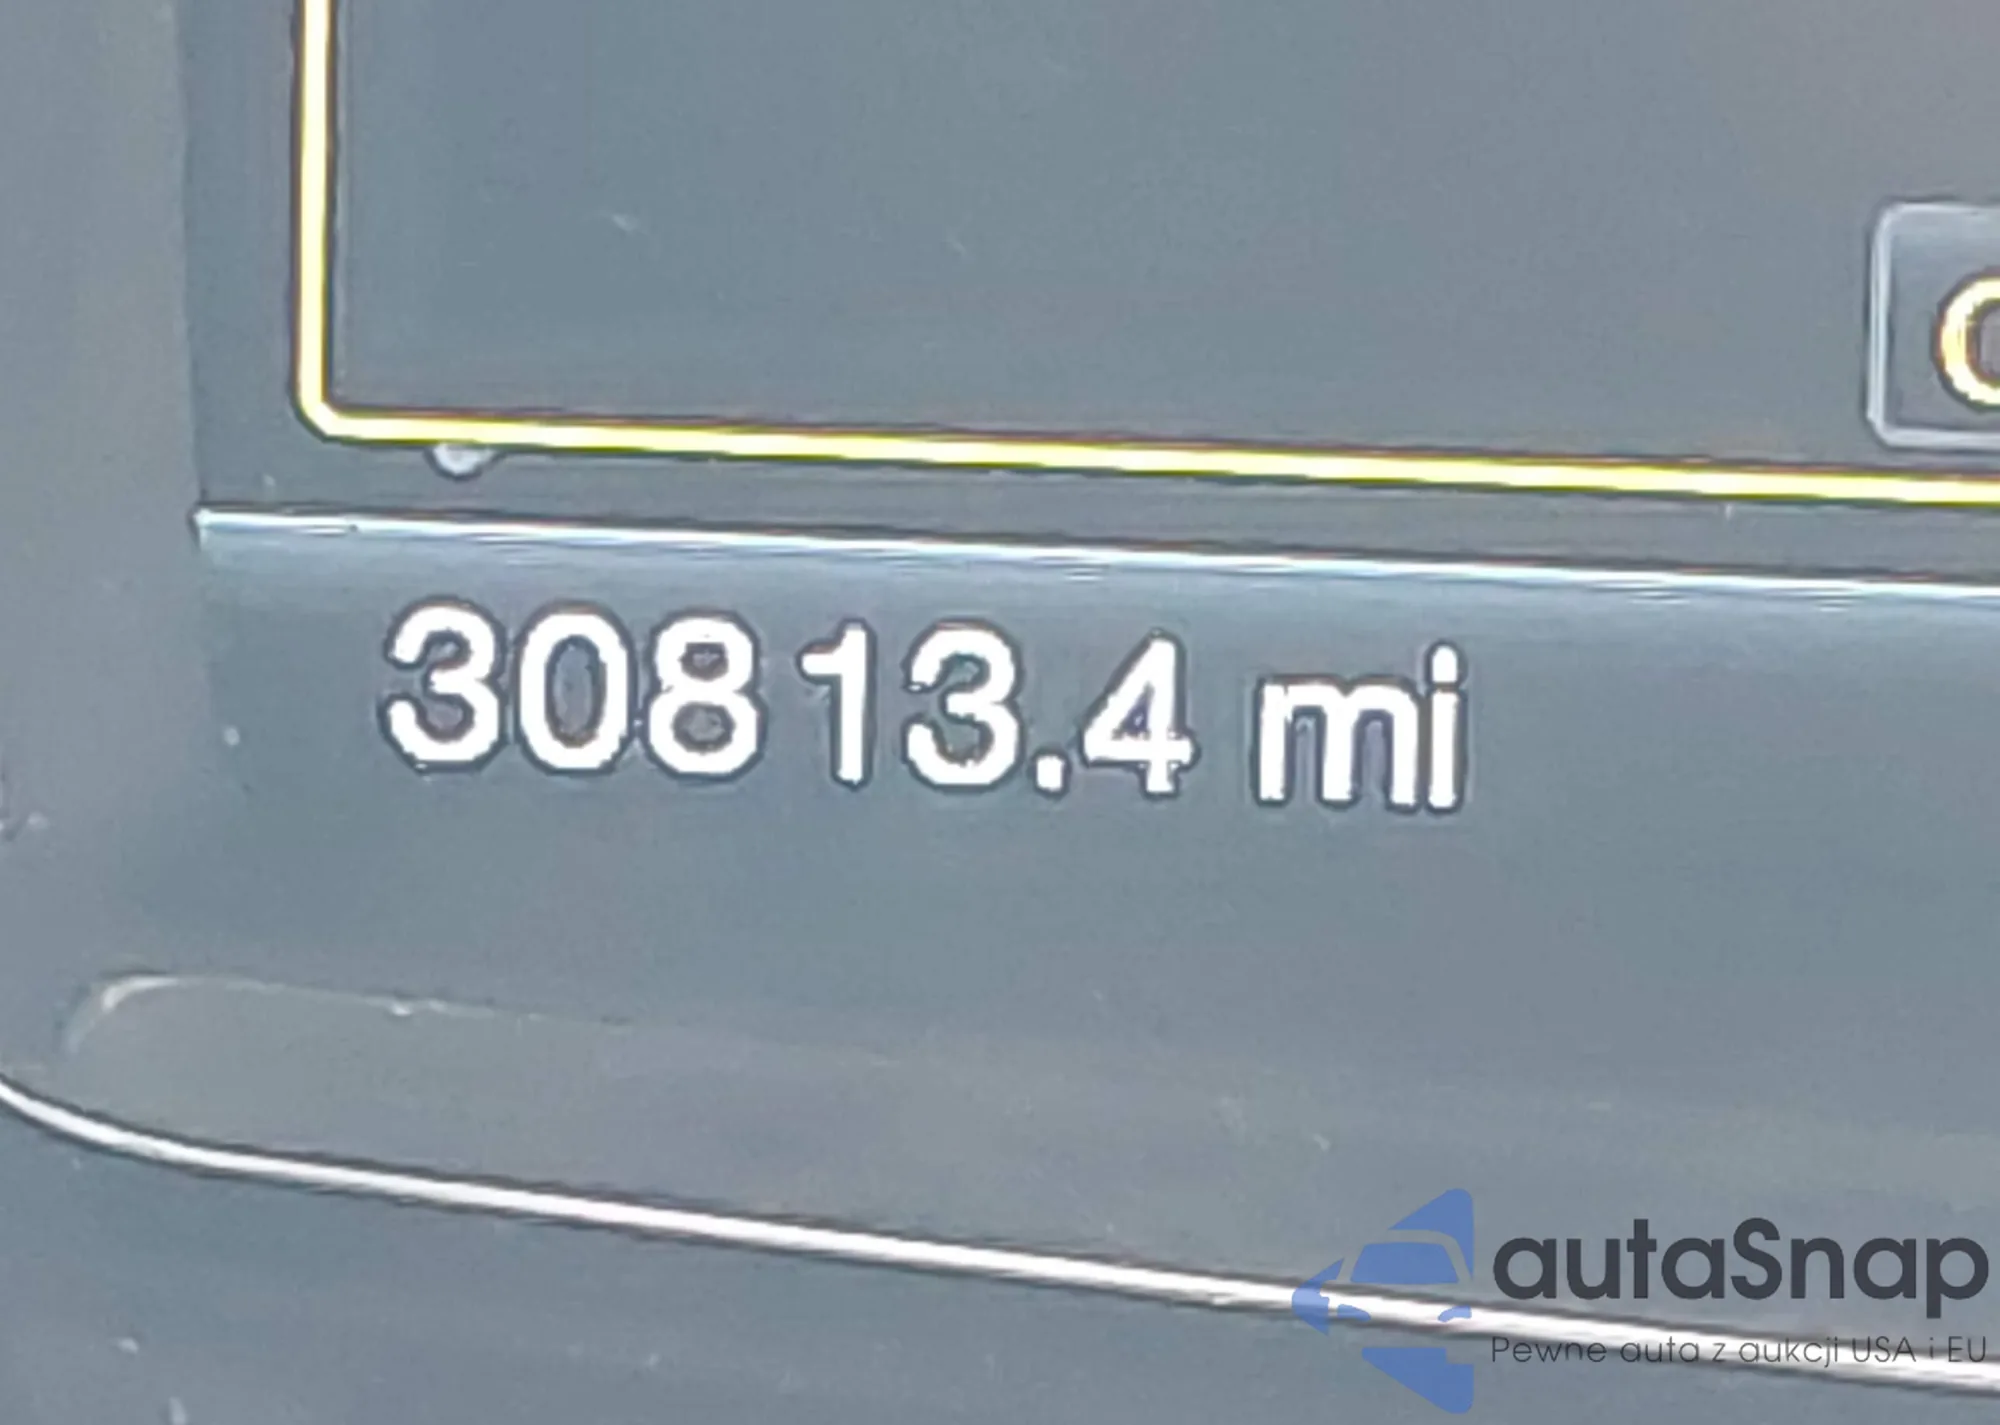 30813.4 mi
autaSnap
Pewne auta z aukcji USA i EU